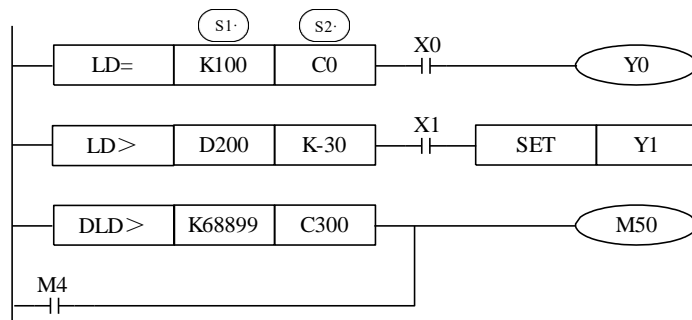 S1· S2·
LD= K100 C0 X0 Y0
LD＞ D200 K-30 X1 SET Y1
DLD＞ K68899 C300 M50
M4